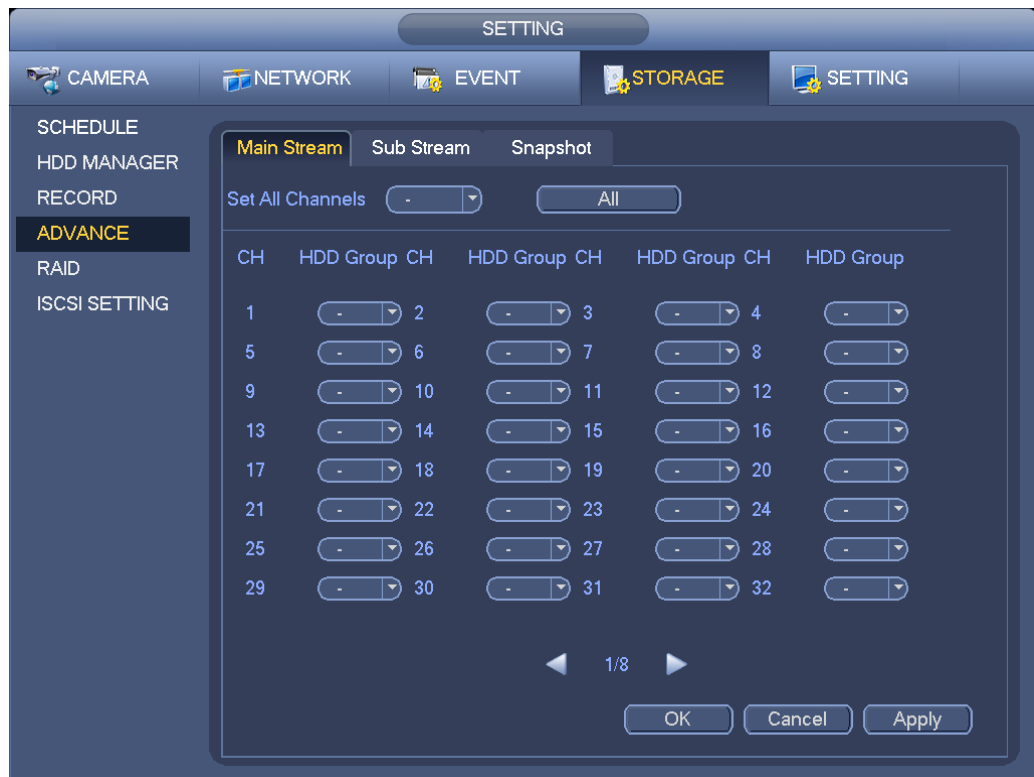 SETTING
CAMERA NETWORK EVENT STORAGE SETTING
SCHEDULE
HDD MANAGER
RECORD
ADVANCE
RAID
ISCSI SETTING
Main Stream Sub Stream Snapshot
Set All Channels - All
CH HDD Group CH HDD Group CH HDD Group CH HDD Group
1 - 2 - 3 - 4 -
5 - 6 - 7 - 8 -
9 - 10 - 11 - 12 -
13 - 14 - 15 - 16 -
17 - 18 - 19 - 20 -
21 - 22 - 23 - 24 -
25 - 26 - 27 - 28 -
29 - 30 - 31 - 32 -
1/8
OK Cancel Apply